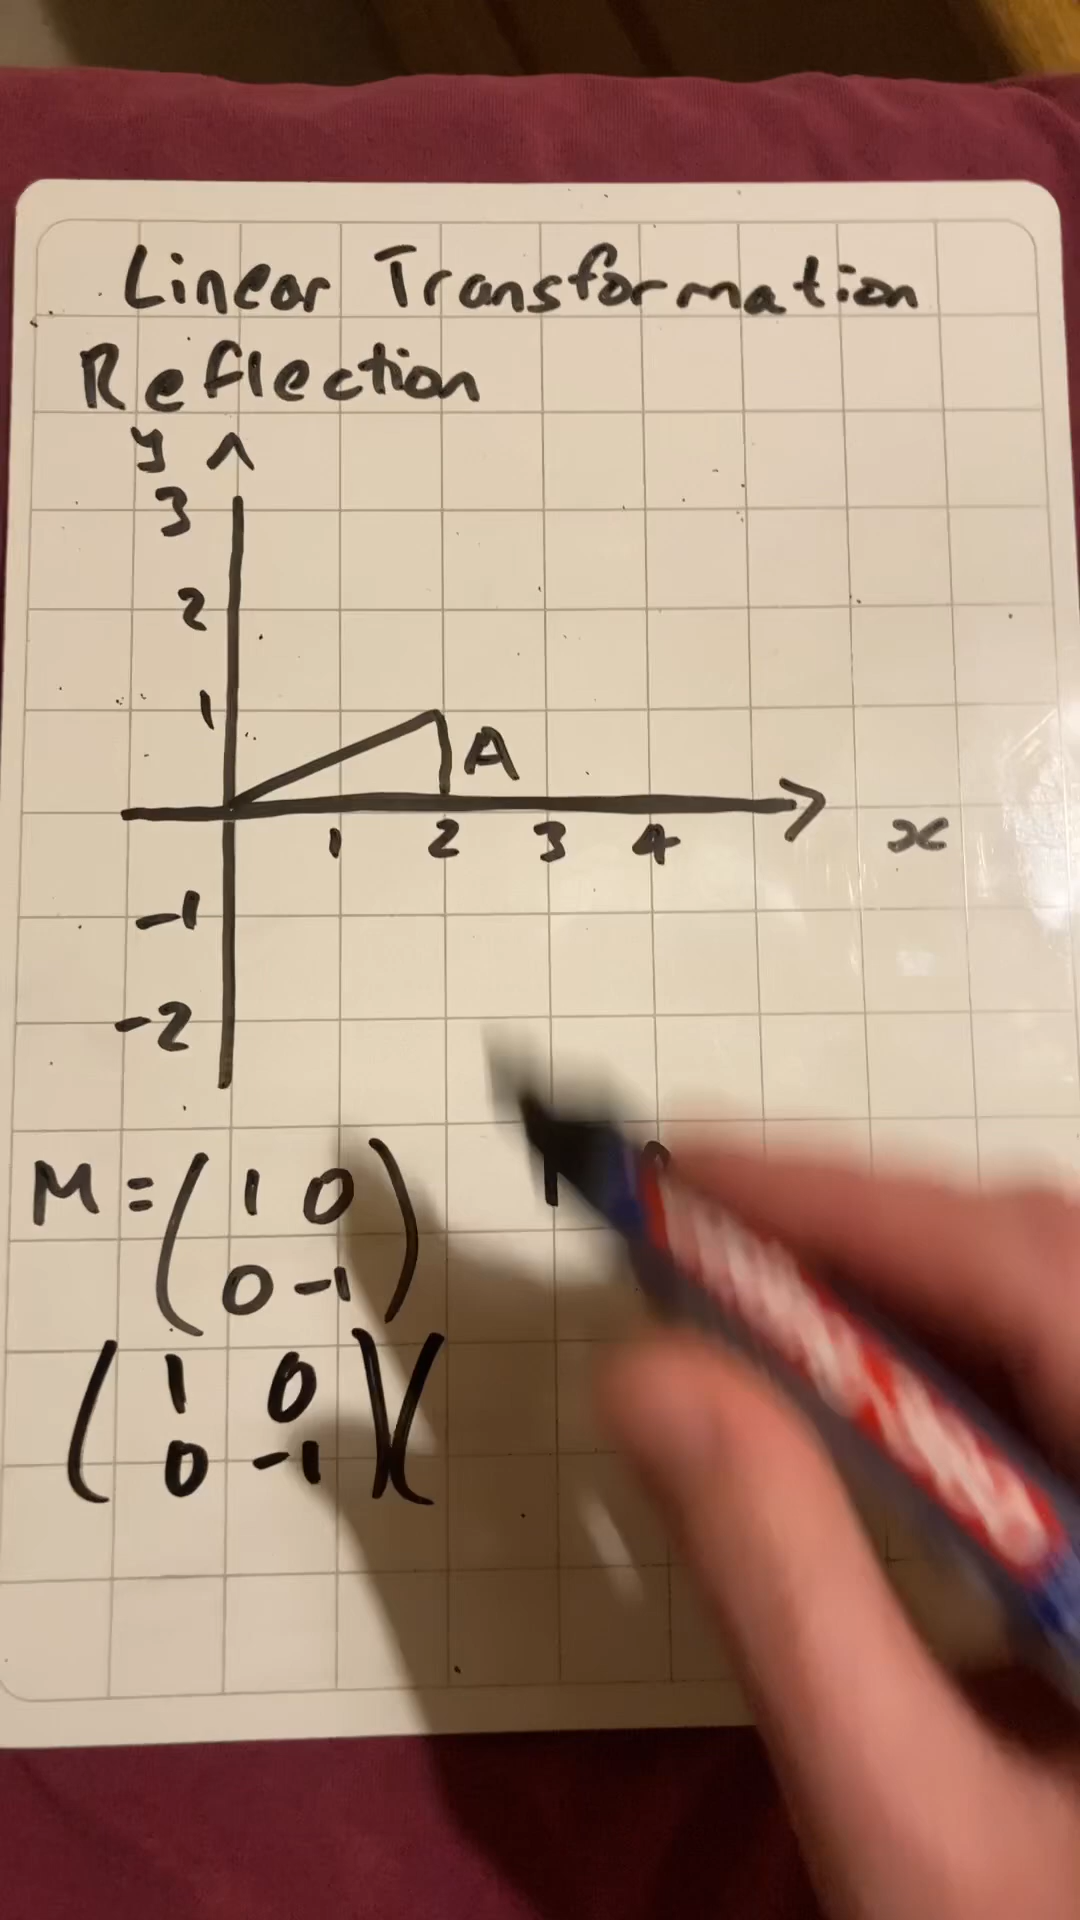 Linear Transformation
Reflection
y
3
2
1
A
1 2 3 4 x
-1
-2
M = ( 1 0 )
0 -1
( 1 0 )(
0 -1